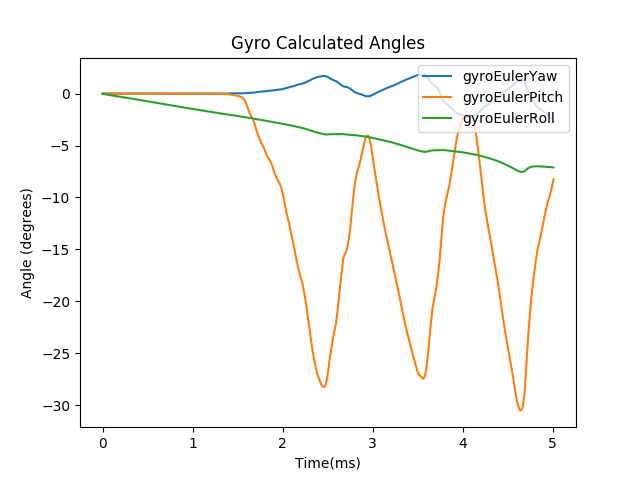 Gyro Calculated Angles
gyroEulerYaw
gyroEulerPitch
gyroEulerRoll
Angle (degrees)
0
−5
−10
−15
−20
−25
−30
0 1 2 3 4 5
Time(ms)